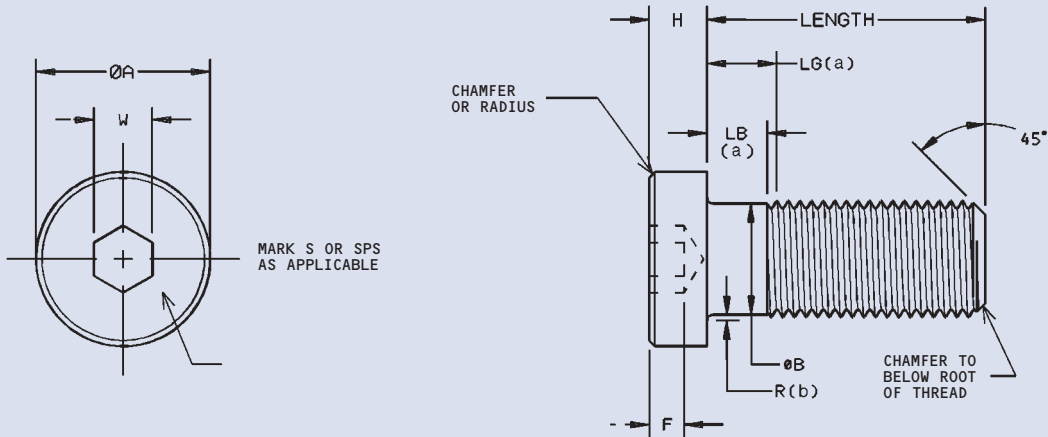 ØA
W
MARK S OR SPS
AS APPLICABLE
H
LENGTH
LG(a)
CHAMFER
OR RADIUS
LB
(a)
45°
øB
R(b)
F
CHAMFER TO
BELOW ROOT
OF THREAD